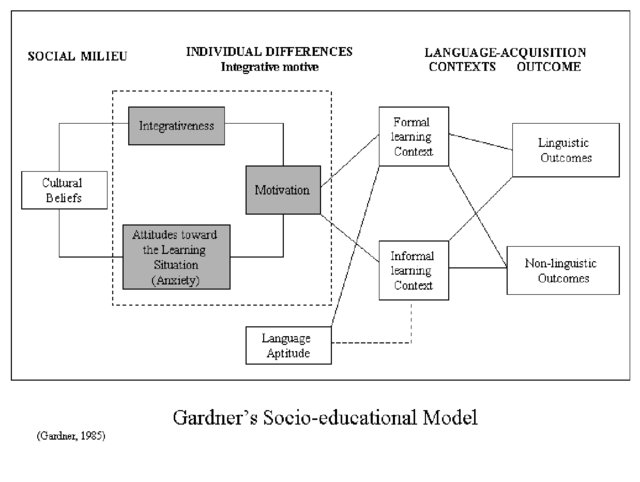 SOCIAL MILIEU
INDIVIDUAL DIFFERENCES
Integrative motive
LANGUAGE-ACQUISITION
CONTEXTS OUTCOME
Integrativeness
Formal
learning
Context
Linguistic
Outcomes
Cultural
Beliefs
Motivation
Attitudes toward
the Learning
Situation
(Anxiety)
Informal
learning
Context
Non-linguistic
Outcomes
Language
Aptitude
Gardner's Socio-educational Model
(Gardner, 1985)